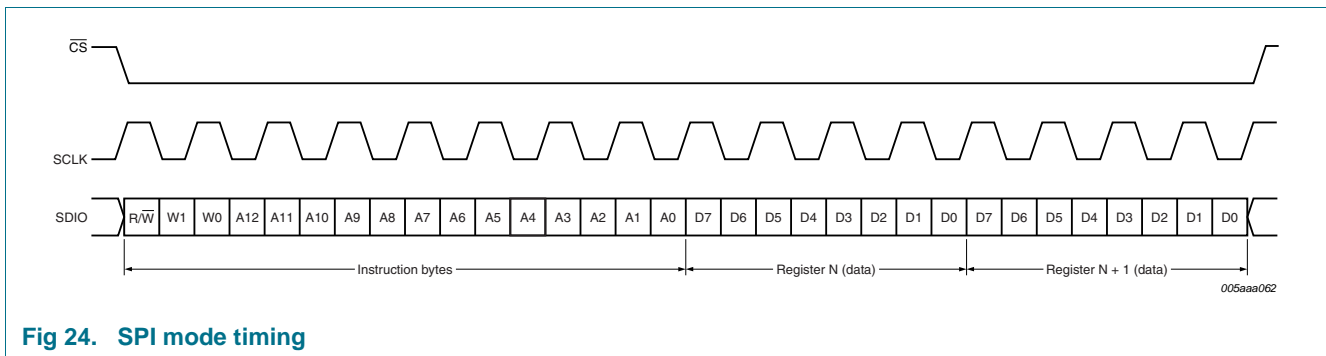 CS
SCLK
SDIO R/W W1 W0 A12 A11 A10 A9 A8 A7 A6 A5 A4 A3 A2 A1 A0 D7 D6 D5 D4 D3 D2 D1 D0 D7 D6 D5 D4 D3 D2 D1 D0
Instruction bytes Register N (data) Register N + 1 (data)
005aaa062
Fig 24. SPI mode timing